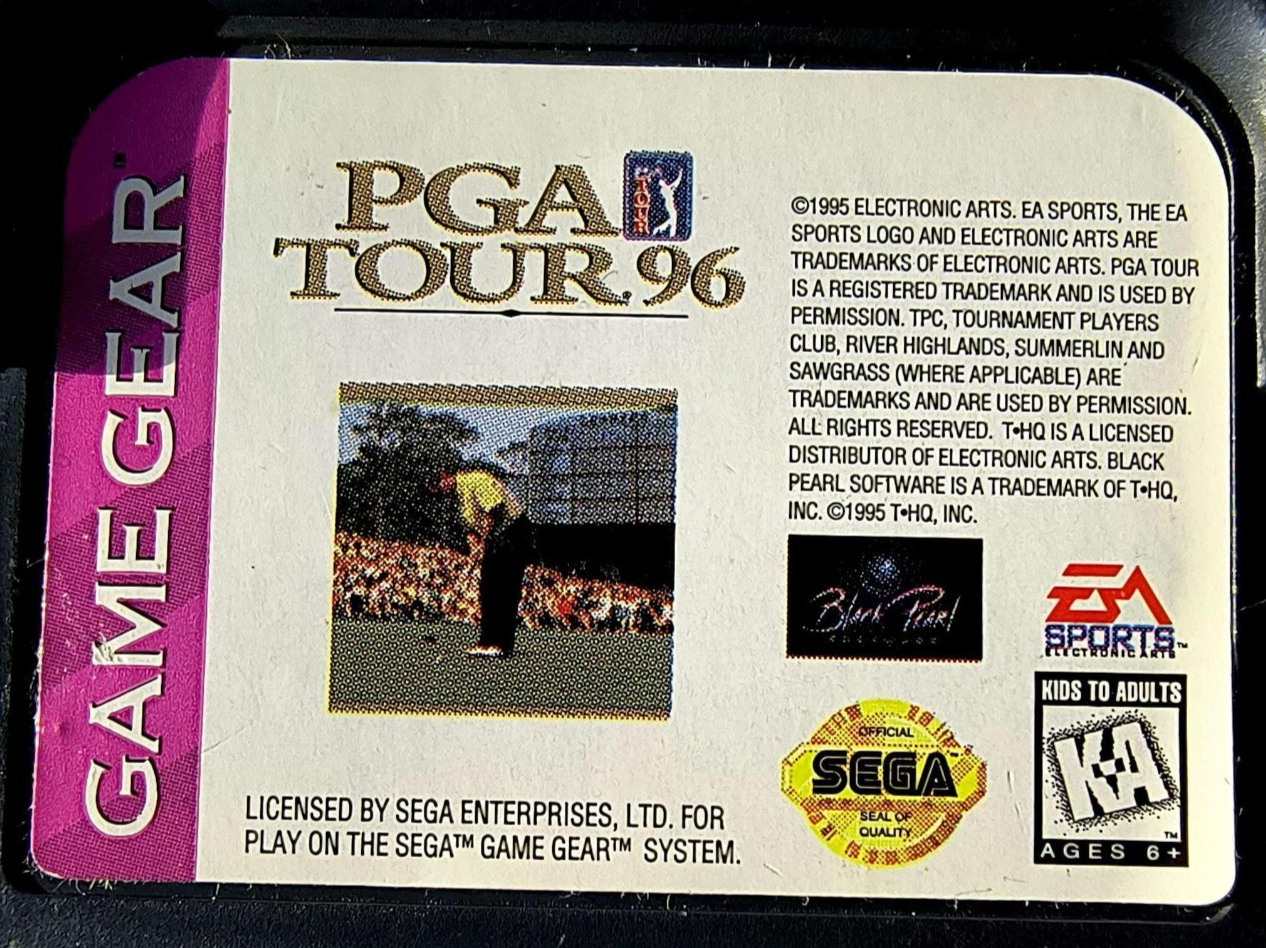 GAME GEAR™
PGA TOUR
TOUR 96
©1995 ELECTRONIC ARTS. EA SPORTS, THE EA
SPORTS LOGO AND ELECTRONIC ARTS ARE
TRADEMARKS OF ELECTRONIC ARTS. PGA TOUR
IS A REGISTERED TRADEMARK AND IS USED BY
PERMISSION. TPC, TOURNAMENT PLAYERS
CLUB, RIVER HIGHLANDS, SUMMERLIN AND
SAWGRASS (WHERE APPLICABLE) ARE
TRADEMARKS AND ARE USED BY PERMISSION.
ALL RIGHTS RESERVED. T•HQ IS A LICENSED
DISTRIBUTOR OF ELECTRONIC ARTS. BLACK
PEARL SOFTWARE IS A TRADEMARK OF T•HQ,
INC. ©1995 T•HQ, INC.
Black Pearl
EA
SPORTS™
ELECTRONIC ARTS
KIDS TO ADULTS
K-A
™
AGES 6+
OFFICIAL
SEGA™
SEAL OF
QUALITY
LICENSED BY SEGA ENTERPRISES, LTD. FOR
PLAY ON THE SEGA™ GAME GEAR™ SYSTEM.